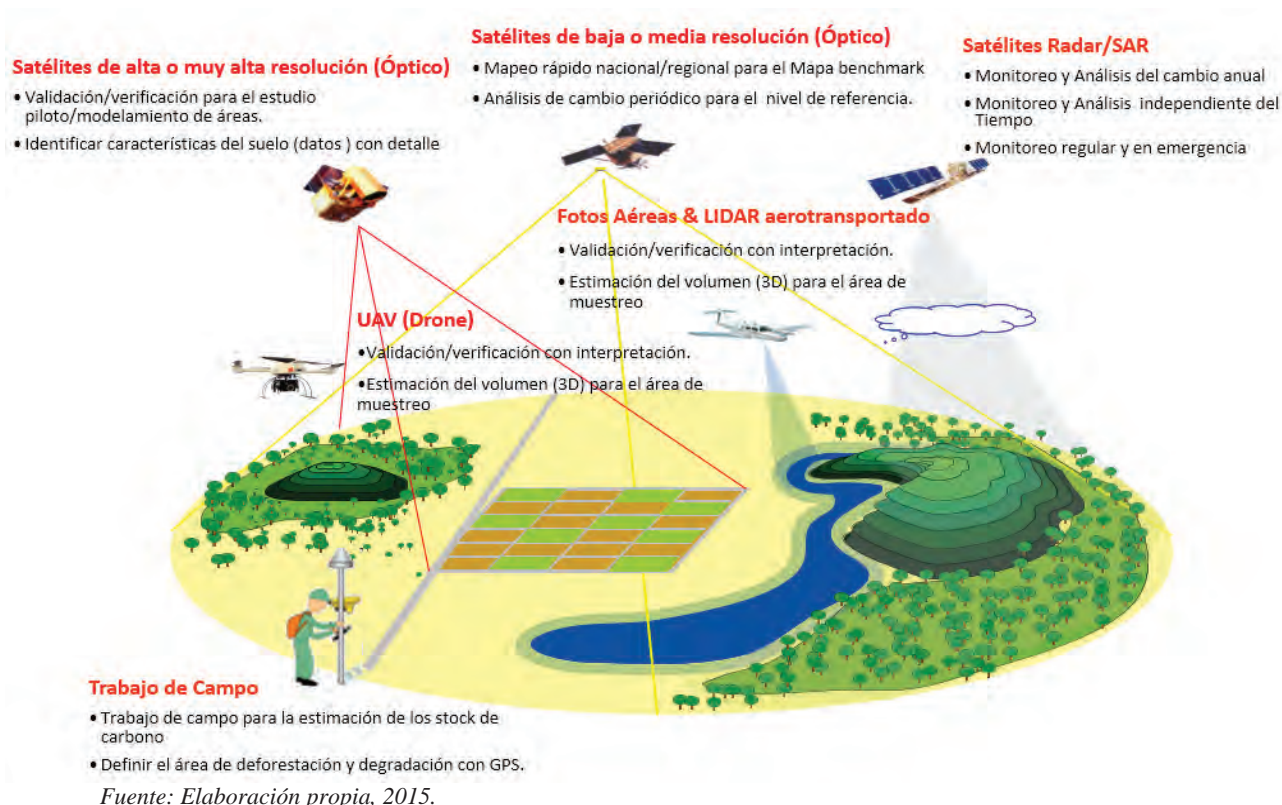 Satélites de alta o muy alta resolución (Óptico)
• Validación/verificación para el estudio
piloto/modelamiento de áreas.
• Identificar características del suelo (datos ) con detalle
Satélites de baja o media resolución (Óptico)
• Mapeo rápido nacional/regional para el Mapa benchmark
• Análisis de cambio periódico para el nivel de referencia.
Satélites Radar/SAR
• Monitoreo y Análisis del cambio anual
• Monitoreo y Análisis independiente del
Tiempo
• Monitoreo regular y en emergencia
Fotos Aéreas & LIDAR aerotransportado
• Validación/verificación con interpretación.
• Estimación del volumen (3D) para el área de
muestreo
UAV (Drone)
•Validación/verificación con interpretación.
•Estimación del volumen (3D) para el área de
muestreo
Trabajo de Campo
• Trabajo de campo para la estimación de los stock de
carbono
• Definir el área de deforestación y degradación con GPS.
Fuente: Elaboración propia, 2015.